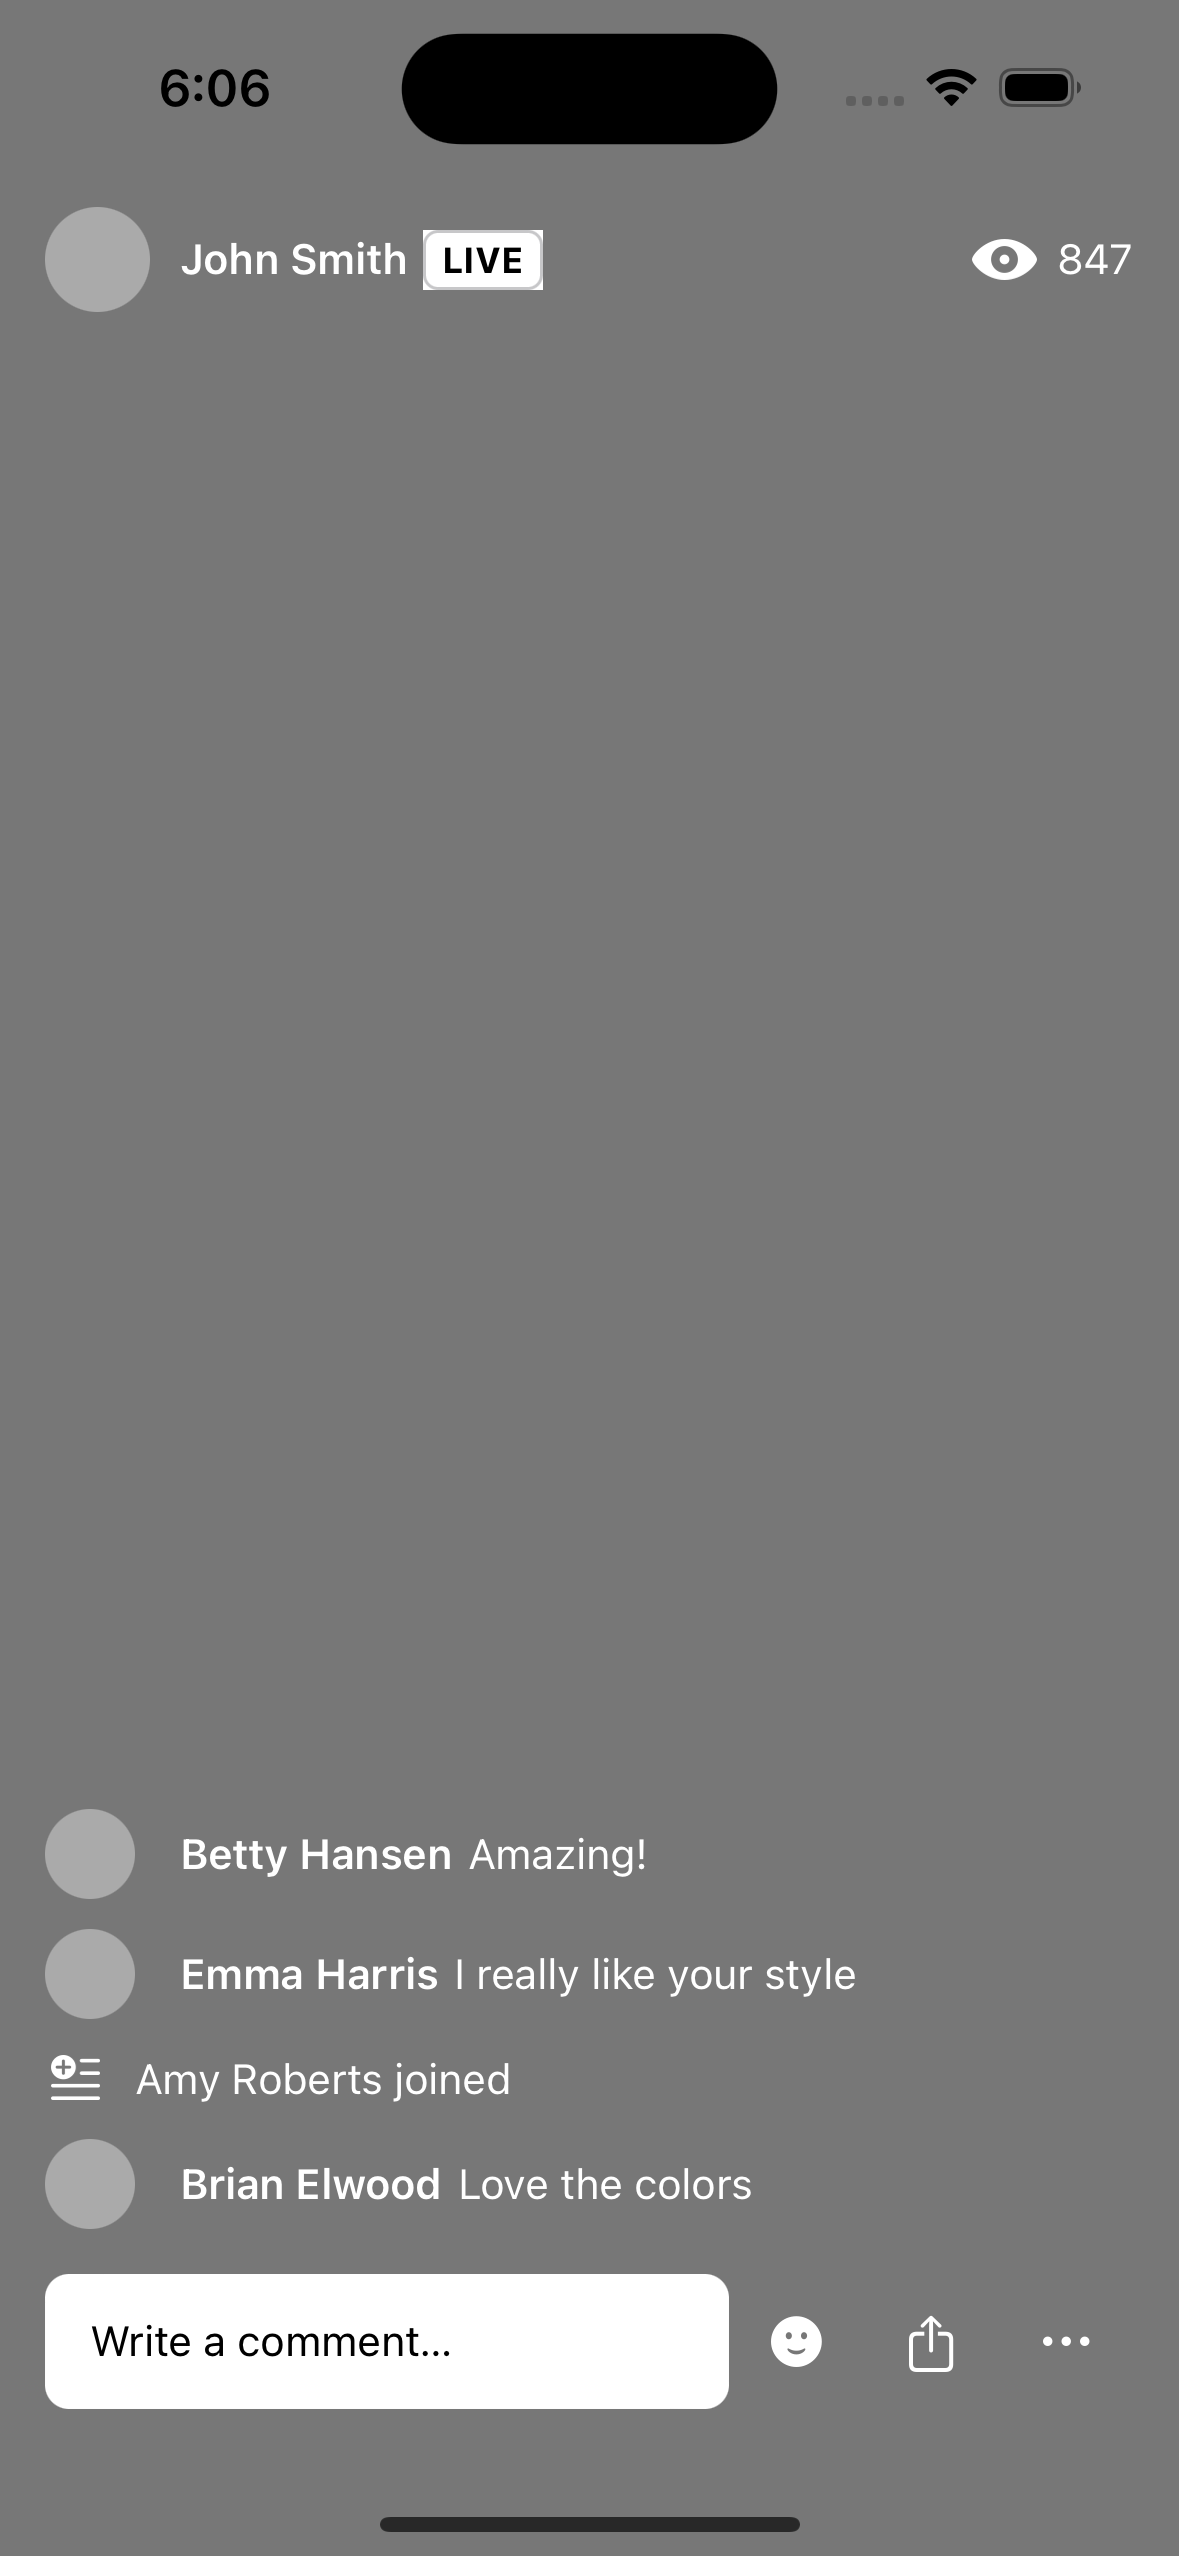 6:06
John Smith LIVE 847
Betty Hansen Amazing!
Emma Harris I really like your style
Amy Roberts joined
Brian Elwood Love the colors
Write a comment...